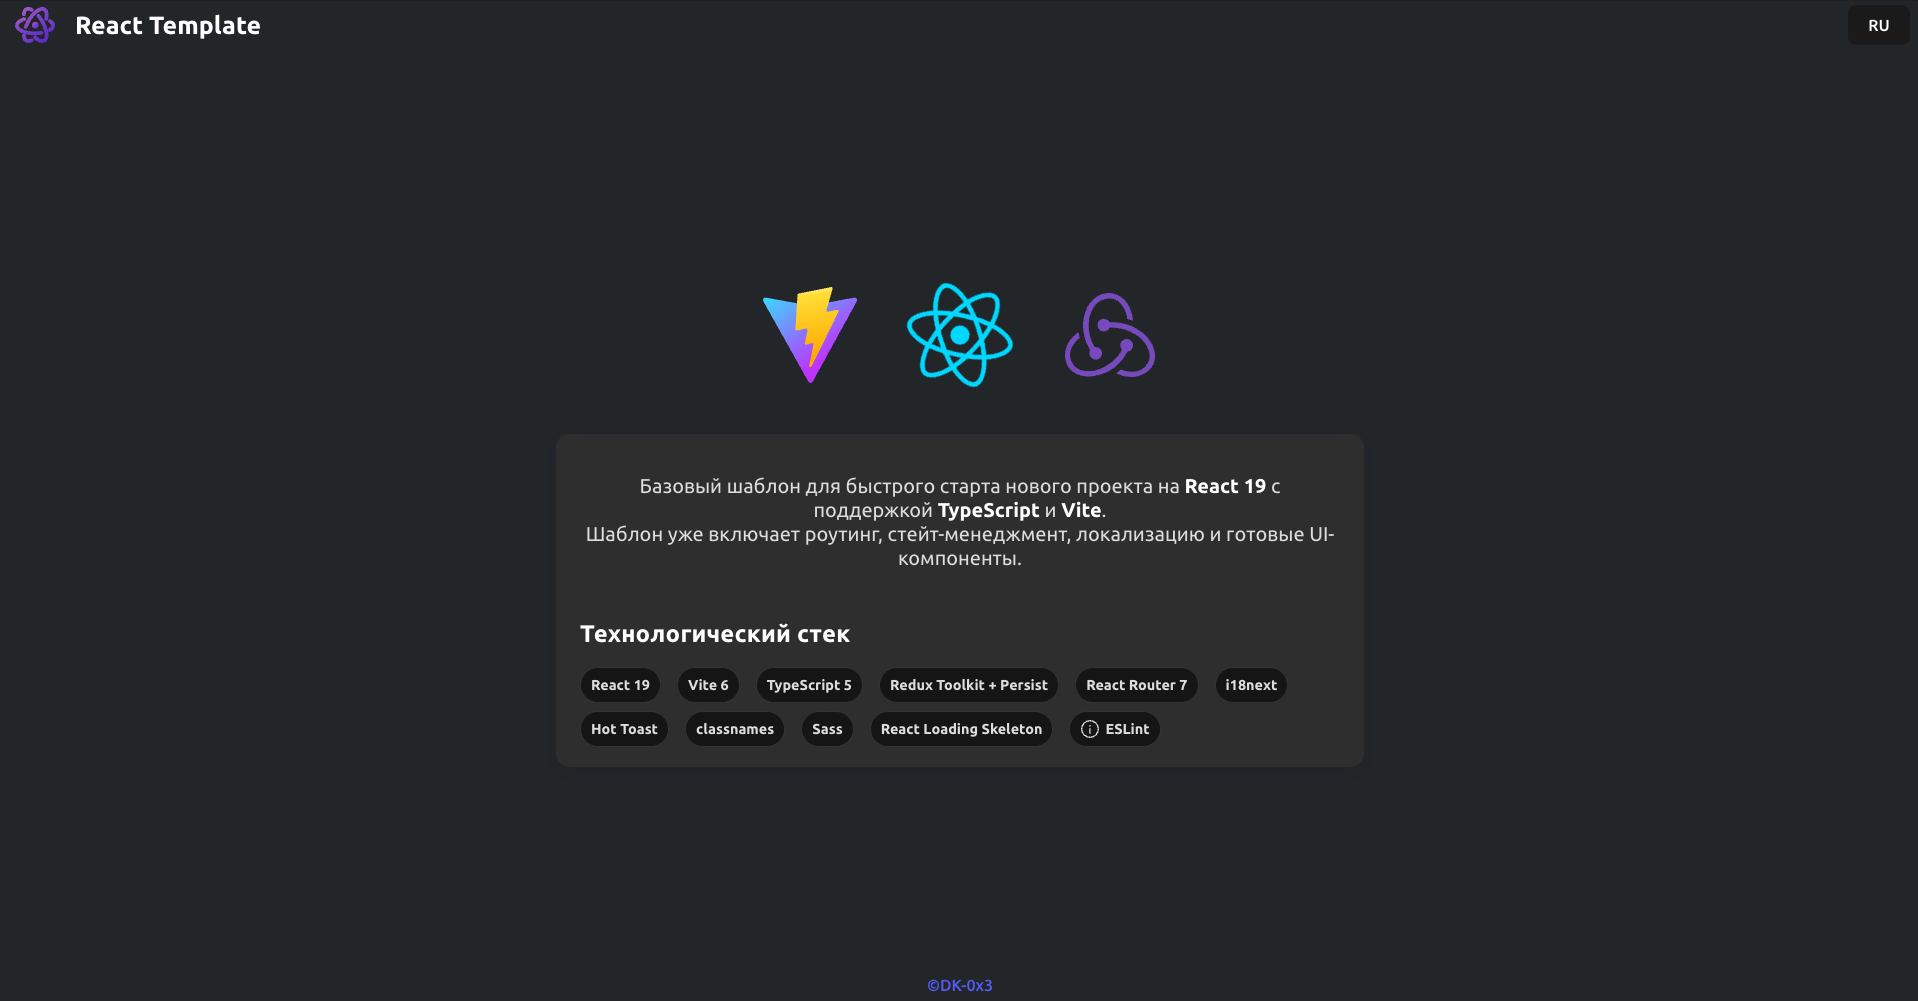 React Template
RU
Базовый шаблон для быстрого старта нового проекта на React 19 с
поддержкой TypeScript и Vite.
Шаблон уже включает роутинг, стейт-менеджмент, локализацию и готовые UI-
компоненты.
Технологический стек
React 19 Vite 6 TypeScript 5 Redux Toolkit + Persist React Router 7 i18next
Hot Toast classnames Sass React Loading Skeleton ESLint
©DK-0x3